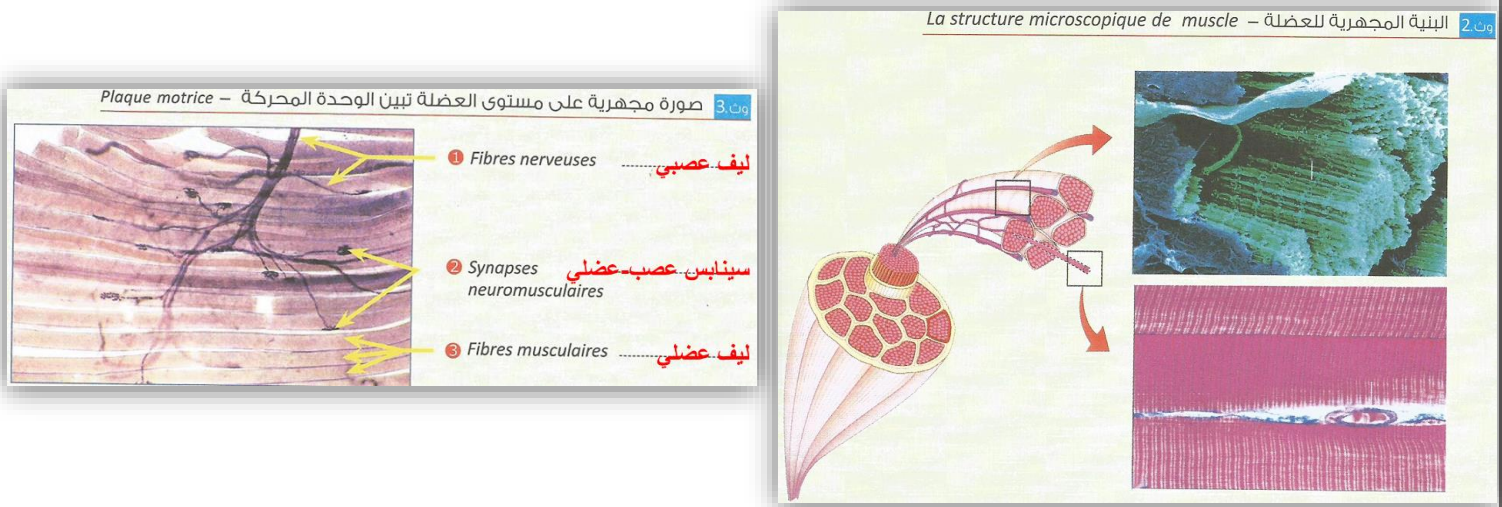 وث.3 صورة مجهرية على مستوى العضلة تبين الوحدة المحركة – Plaque motrice
1 Fibres nerveuses ليف عصبي
2 Synapses neuromusculaires سينابس عصب-عضلي
3 Fibres musculaires ليف عضلي
وث.2 البنية المجهرية للعضلة – La structure microscopique de muscle